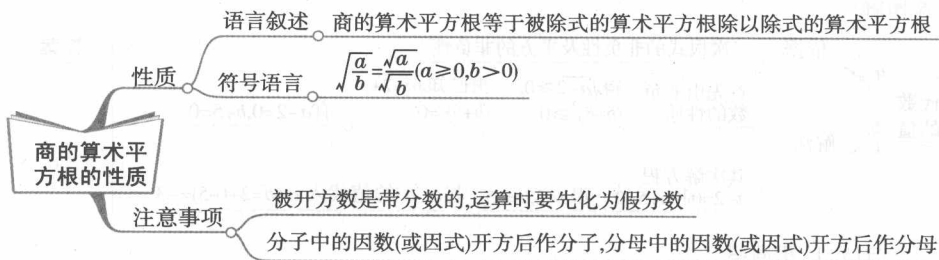 语言叙述
商的算术平方根等于被除式的算术平方根除以除式的算术平方根
性质
符号语言
\sqrt{\frac{a}{b}}=\frac{\sqrt{a}}{\sqrt{b}}(a≥0,b>0)
商的算术平
方根的性质
注意事项
被开方数是带分数的,运算时要先化为假分数
分子中的因数(或因式)开方后作分子,分母中的因数(或因式)开方后作分母